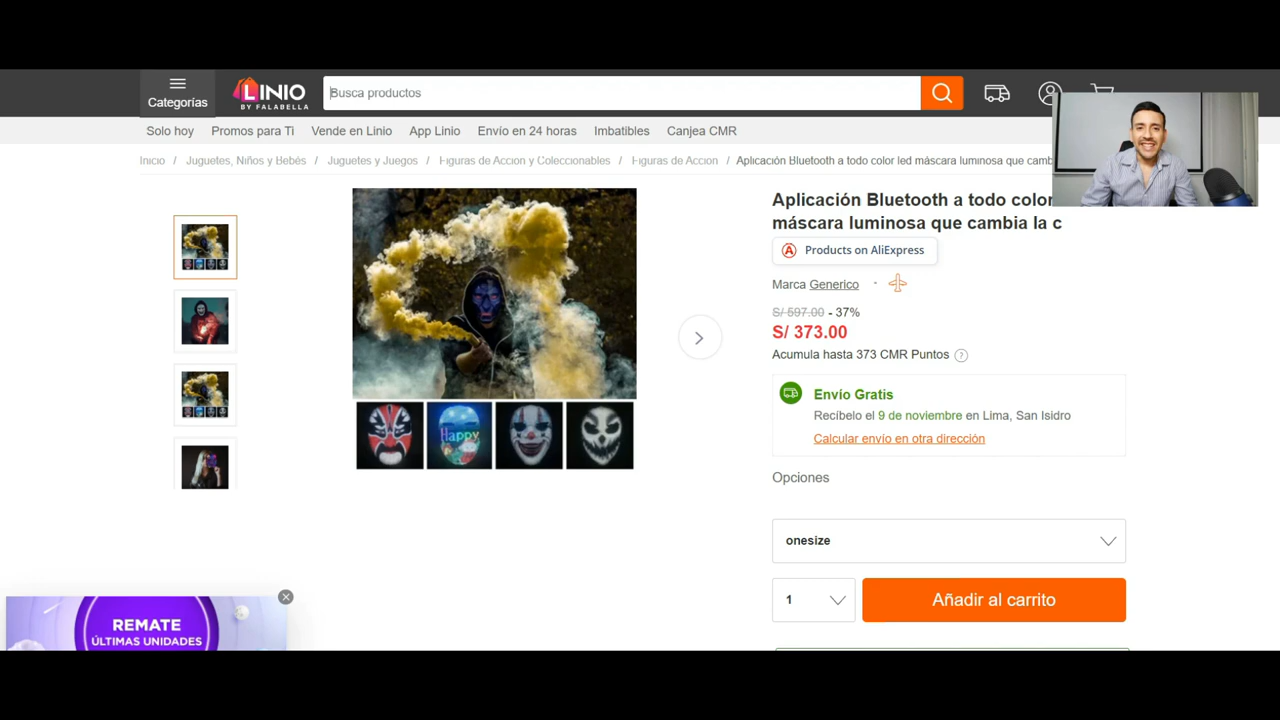 Categorías
LINIO
BY FALABELLA
Busca productos
Solo hoy
Promos para Ti
Vende en Linio
App Linio
Envío en 24 horas
Imbatibles
Canjea CMR
Inicio / Juguetes, Niños y Bebés / Juguetes y Juegos / Figuras de Acción y Coleccionables / Figuras de Acción / Aplicación Bluetooth a todo color led máscara luminosa que camb
Aplicación Bluetooth a todo color
máscara luminosa que cambia la c
A Products on AliExpress
Marca Generico
S/ 597.00 - 37%
S/ 373.00
Acumula hasta 373 CMR Puntos ?
Envío Gratis
Recíbelo el 9 de noviembre en Lima, San Isidro
Calcular envío en otra dirección
Opciones
onesize
1
Añadir al carrito
Happy
REMATE
ÚLTIMAS UNIDADES